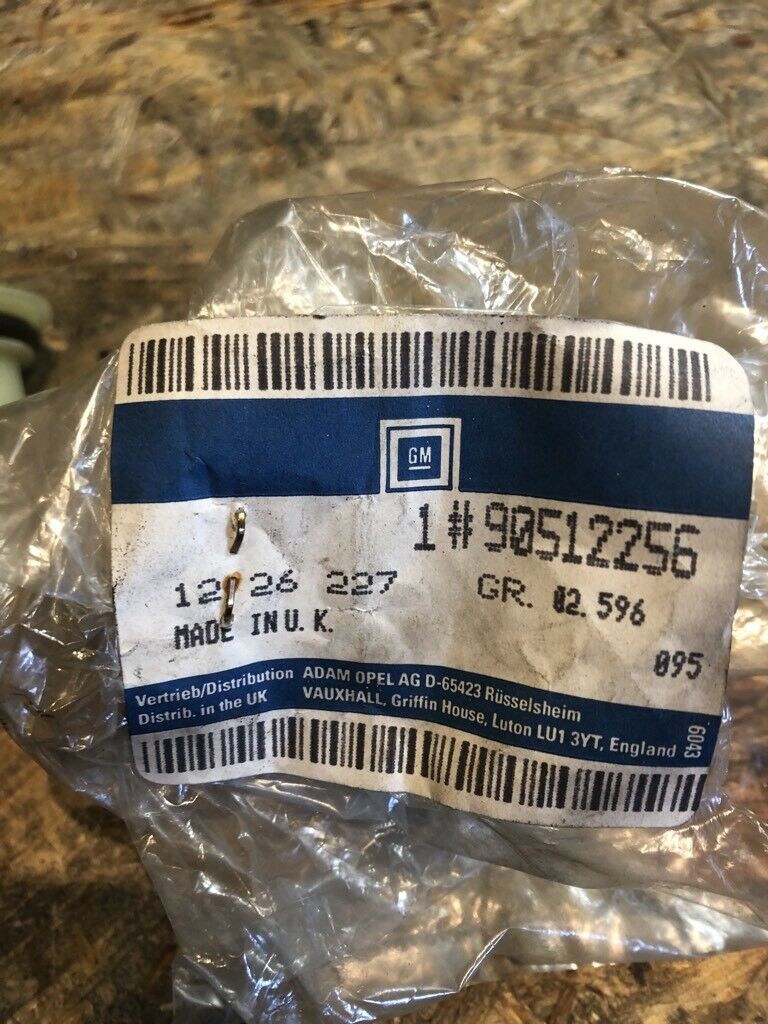 GM
1#90512256
12 26 227
GR. 02.596
MADE IN U.K.
095
Vertrieb/Distribution ADAM OPEL AG D-65423 Rüsselsheim
Distrib. in the UK VAUXHALL, Griffin House, Luton LU1 3YT, England
6043